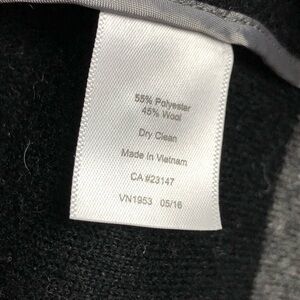 55% Polyester
45% Wool
Dry Clean
Made in Vietnam
CA #23147
VN1953 05/16